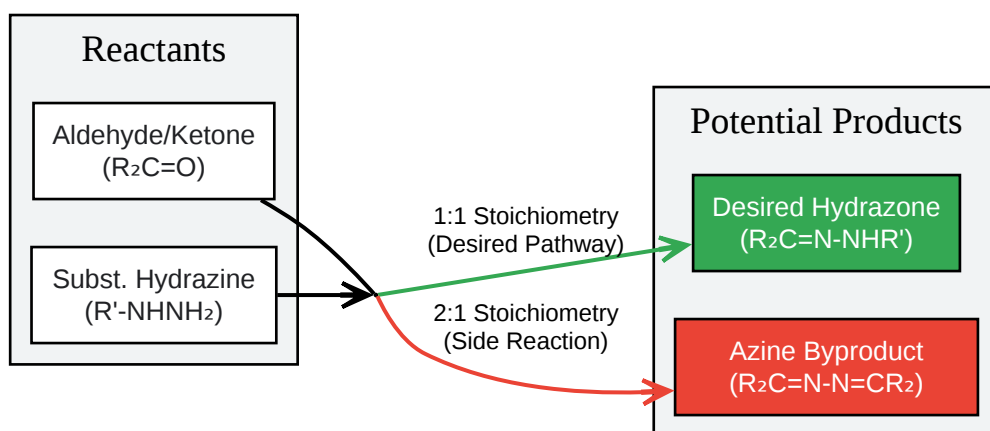 Reactants
Aldehyde/Ketone
(R₂C=O)
Subst. Hydrazine
(R'-NHNH₂)
1:1 Stoichiometry
(Desired Pathway)
2:1 Stoichiometry
(Side Reaction)
Potential Products
Desired Hydrazone
(R₂C=N-NHR')
Azine Byproduct
(R₂C=N-N=CR₂)